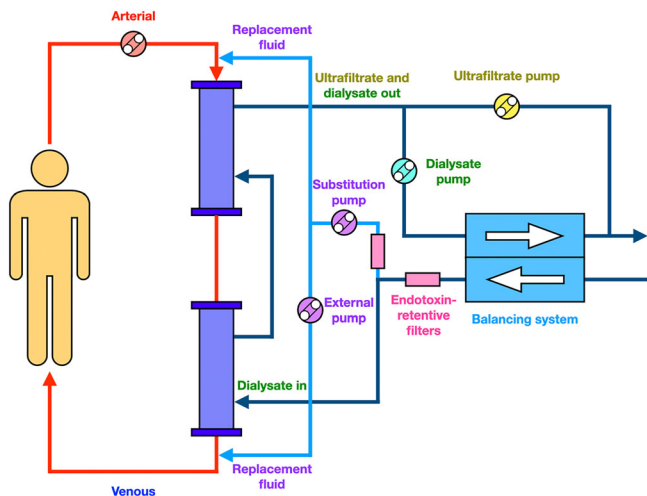 Arterial
Replacement
fluid
Ultrafiltrate and
dialysate out
Ultrafiltrate pump
Dialysate
pump
Substitution
pump
External
pump
Endotoxin-
retentive
filters
Balancing system
Dialysate in
Replacement
fluid
Venous